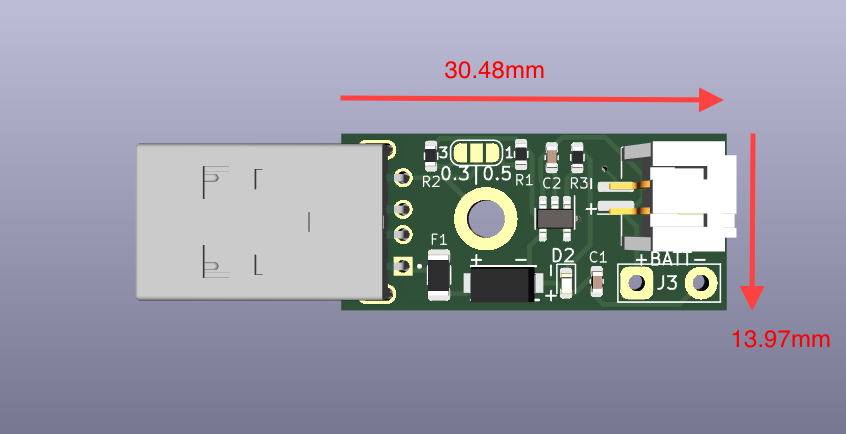 30.48mm
3
1
R2
0.3|0.5
R1
C2
R3
+
F1
+
-
D2
C1
-
+
-
+BATT-
J3
13.97mm